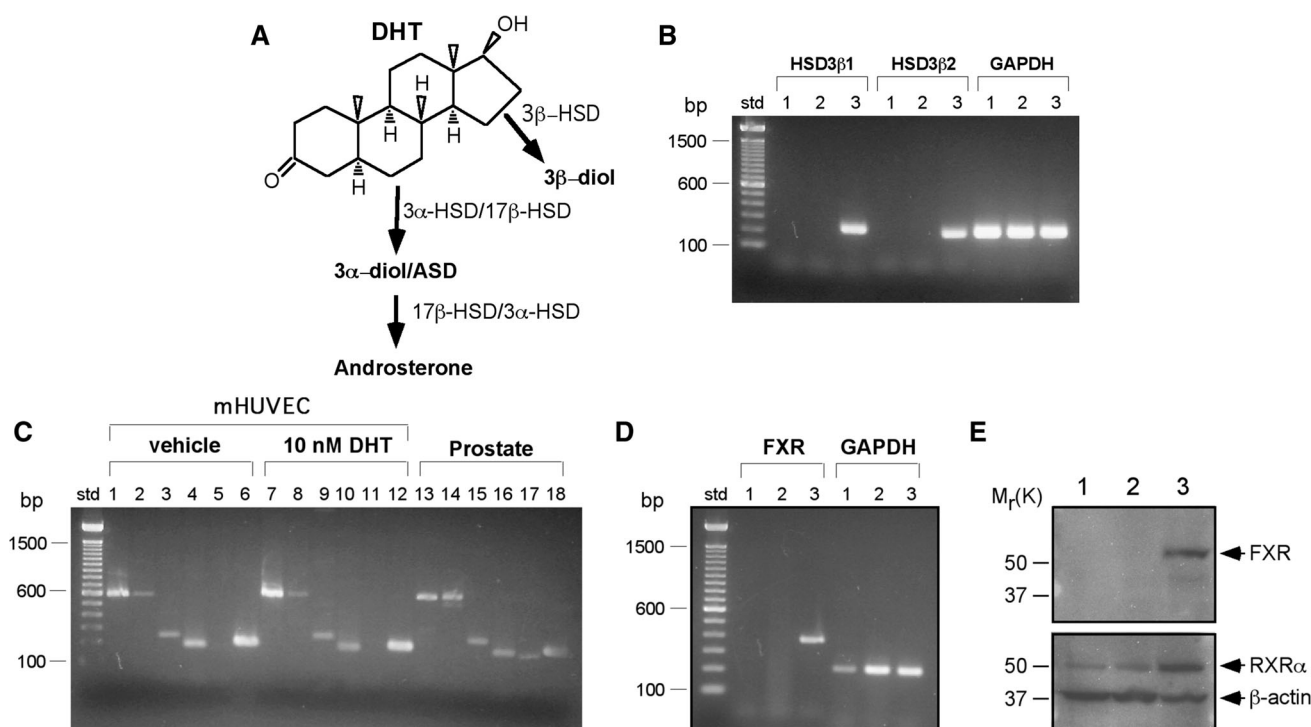 A
DHT
OH
H
H
H
H
O
3β–HSD
3β–diol
3α-HSD/17β-HSD
3α–diol/ASD
17β-HSD/3α-HSD
Androsterone
B
HSD3β1 HSD3β2 GAPDH
bp std 1 2 3 1 2 3 1 2 3
1500
600
100
C
mHUVEC
vehicle 10 nM DHT Prostate
bp std 1 2 3 4 5 6 7 8 9 10 11 12 13 14 15 16 17 18
1500
600
100
D
FXR GAPDH
bp std 1 2 3 1 2 3
1500
600
100
E
Mr(K) 1 2 3
50
37
FXR
50
37
RXRα
β-actin